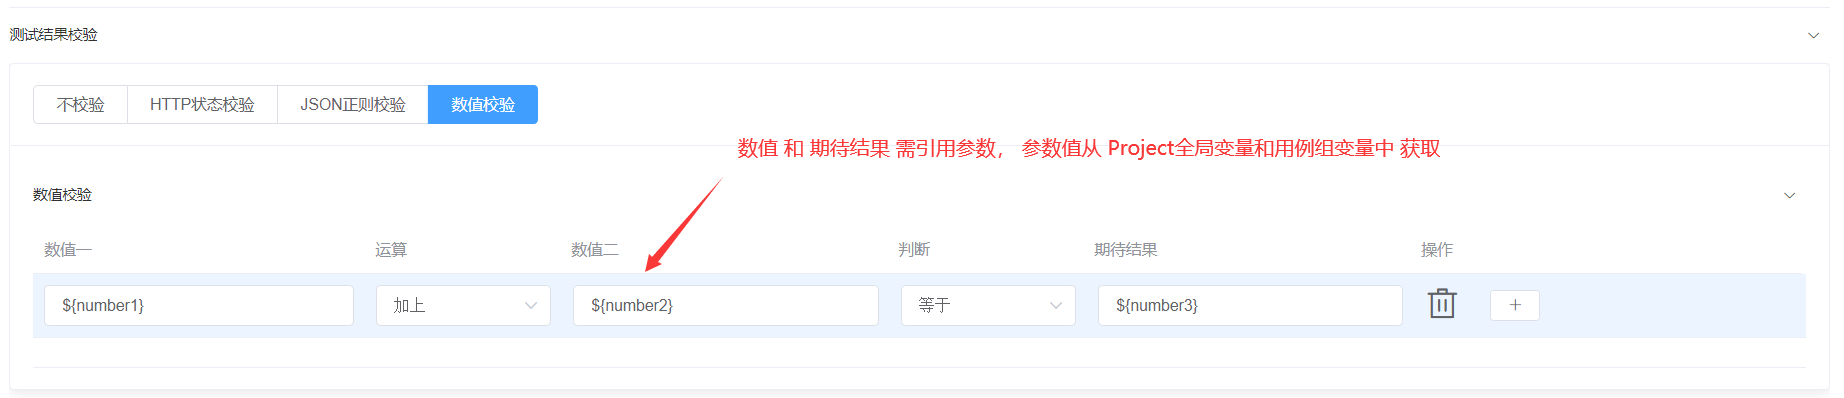 测试结果校验
不校验 HTTP状态校验 JSON正则校验 数值校验
数值 和 期待结果 需引用参数， 参数值从 Project全局变量和用例组变量中 获取
数值校验
数值一 运算 数值二 判断 期待结果 操作
${number1} 加上 ${number2} 等于 ${number3} +